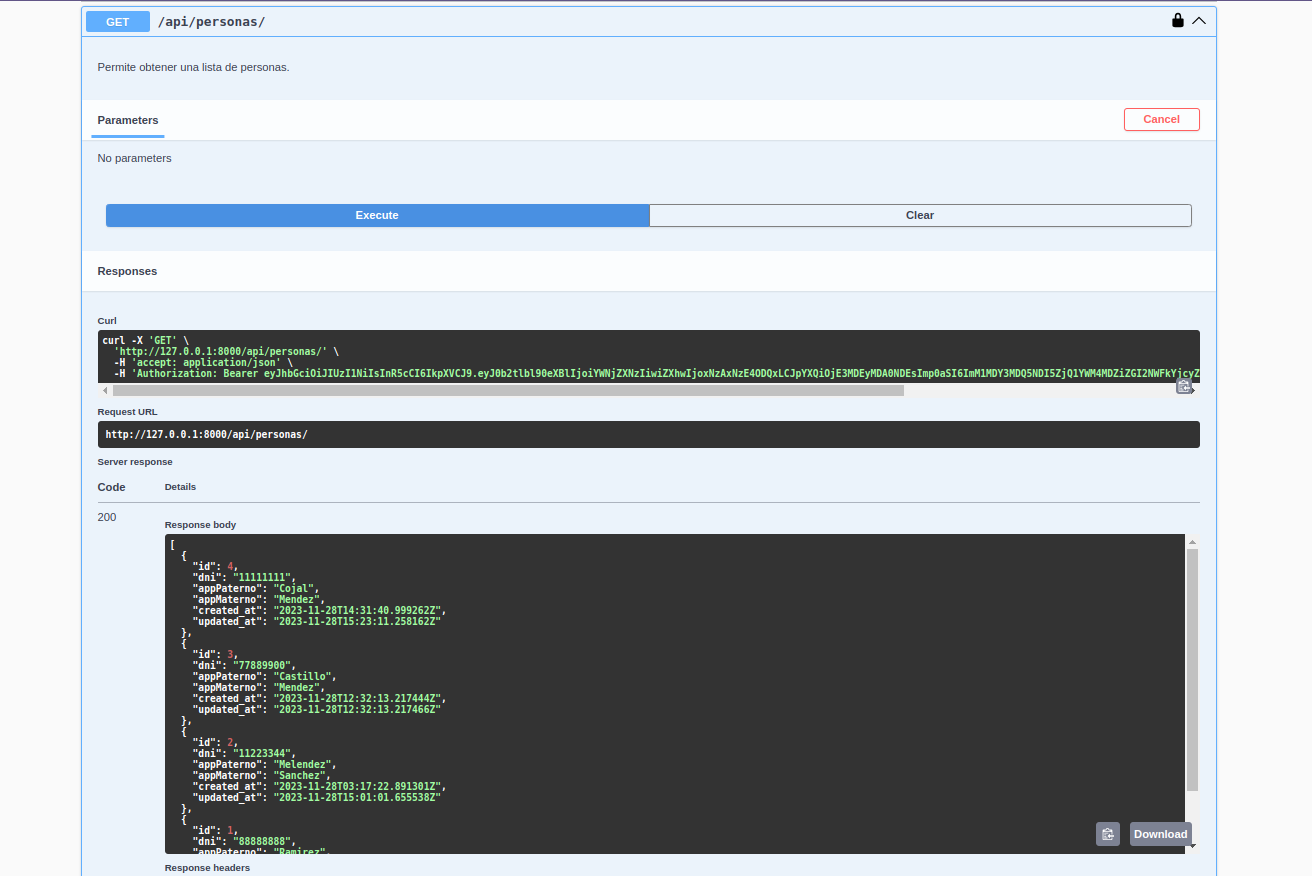 GET /api/personas/
Permite obtener una lista de personas.
Parameters
Cancel
No parameters
Execute
Clear
Responses
Curl
curl -X 'GET' \
'http://127.0.0.1:8000/api/personas/' \
-H 'accept: application/json' \
-H 'Authorization: Bearer eyJhbGciOiJIUzI1NiIsInR5cCI6IkpXVCJ9.eyJ0b2tlbl90eXBlIjoiYWNjZXNzIiwiZXhwIjoxNzAxNzE4ODQxLCJpYXQiOjE3MDEyMDA0NDEsImp0aSI6ImM1MDY3MDQ5NDI5ZjQ1YWM4MDZiZGI2NWFkYjcyZ
Request URL
http://127.0.0.1:8000/api/personas/
Server response
Code
Details
200
Response body
[
{
"id": 4,
"dni": "11111111",
"appPaterno": "Cojal",
"appMaterno": "Mendez",
"created_at": "2023-11-28T14:31:40.999262Z",
"updated_at": "2023-11-28T15:23:11.258162Z"
},
{
"id": 3,
"dni": "77889900",
"appPaterno": "Castillo",
"appMaterno": "Mendez",
"created_at": "2023-11-28T12:32:13.217444Z",
"updated_at": "2023-11-28T12:32:13.217466Z"
},
{
"id": 2,
"dni": "11223344",
"appPaterno": "Melendez",
"appMaterno": "Sanchez",
"created_at": "2023-11-28T03:17:22.891301Z",
"updated_at": "2023-11-28T15:01:01.655538Z"
},
{
"id": 1,
"dni": "88888888",
"appPaterno": "Ramirez",
Download
Response headers